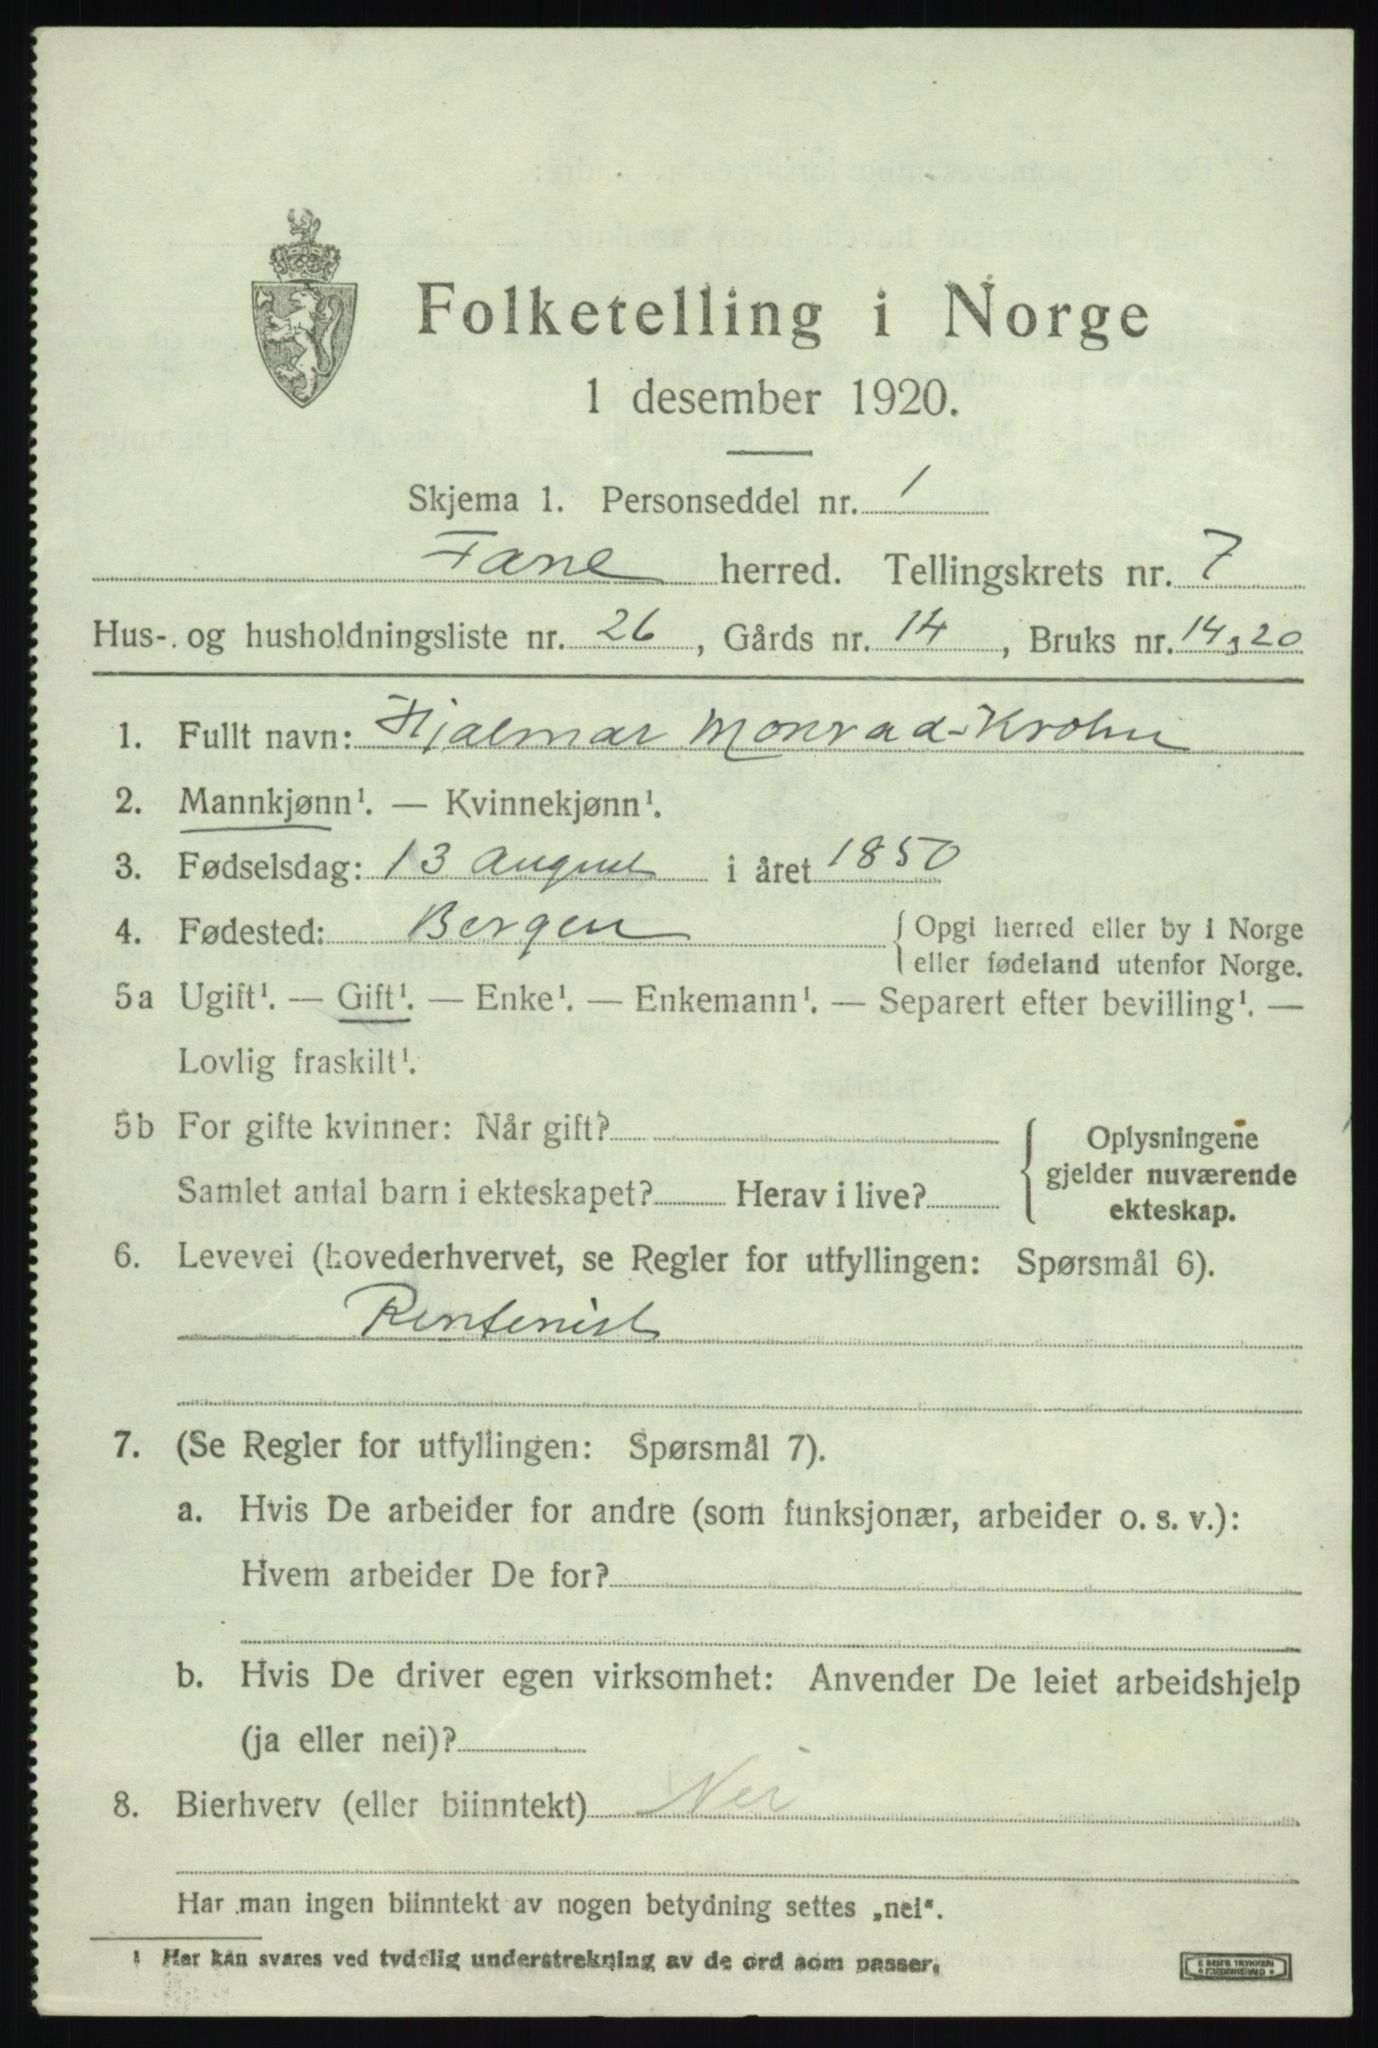 Folketelling i Norge
1 desember 1920.
Skjema 1. Personseddel nr. 1
Fane herred. Tellingskrets nr. 7
Hus-. og husholdningsliste nr. 26, Gårds nr. 14, Bruks nr. 14,20
1. Fullt navn: Hjalmar Monrad-Krohn
2. Mannkjønn¹. — Kvinnekjønn¹.
3. Fødselsdag: 13 august i året 1850
4. Fødested: Bergen { Opgi herred eller by i Norge
eller fødeland utenfor Norge.
5a Ugift¹. — Gift¹. — Enke¹. — Enkemann¹. — Separert efter bevilling¹. —
Lovlig fraskilt¹.
5b For gifte kvinner: Når gift? { Oplysningene
gjelder nuværende
Samlet antal barn i ekteskapet? Herav i live? ekteskap.
6. Levevei (hovederhvervet, se Regler for utfyllingen: Spørsmål 6).
Rentenist
7. (Se Regler for utfyllingen: Spørsmål 7).
a. Hvis De arbeider for andre (som funksjonær, arbeider o. s. v.):
Hvem arbeider De for?
b. Hvis De driver egen virksomhet: Anvender De leiet arbeidshjelp
(ja eller nei)?
8. Bierhverv (eller biinntekt) Nei
Har man ingen biinntekt av nogen betydning settes „nei“.
¹ Her kan svares ved tydelig understrekning av de ord som passer.